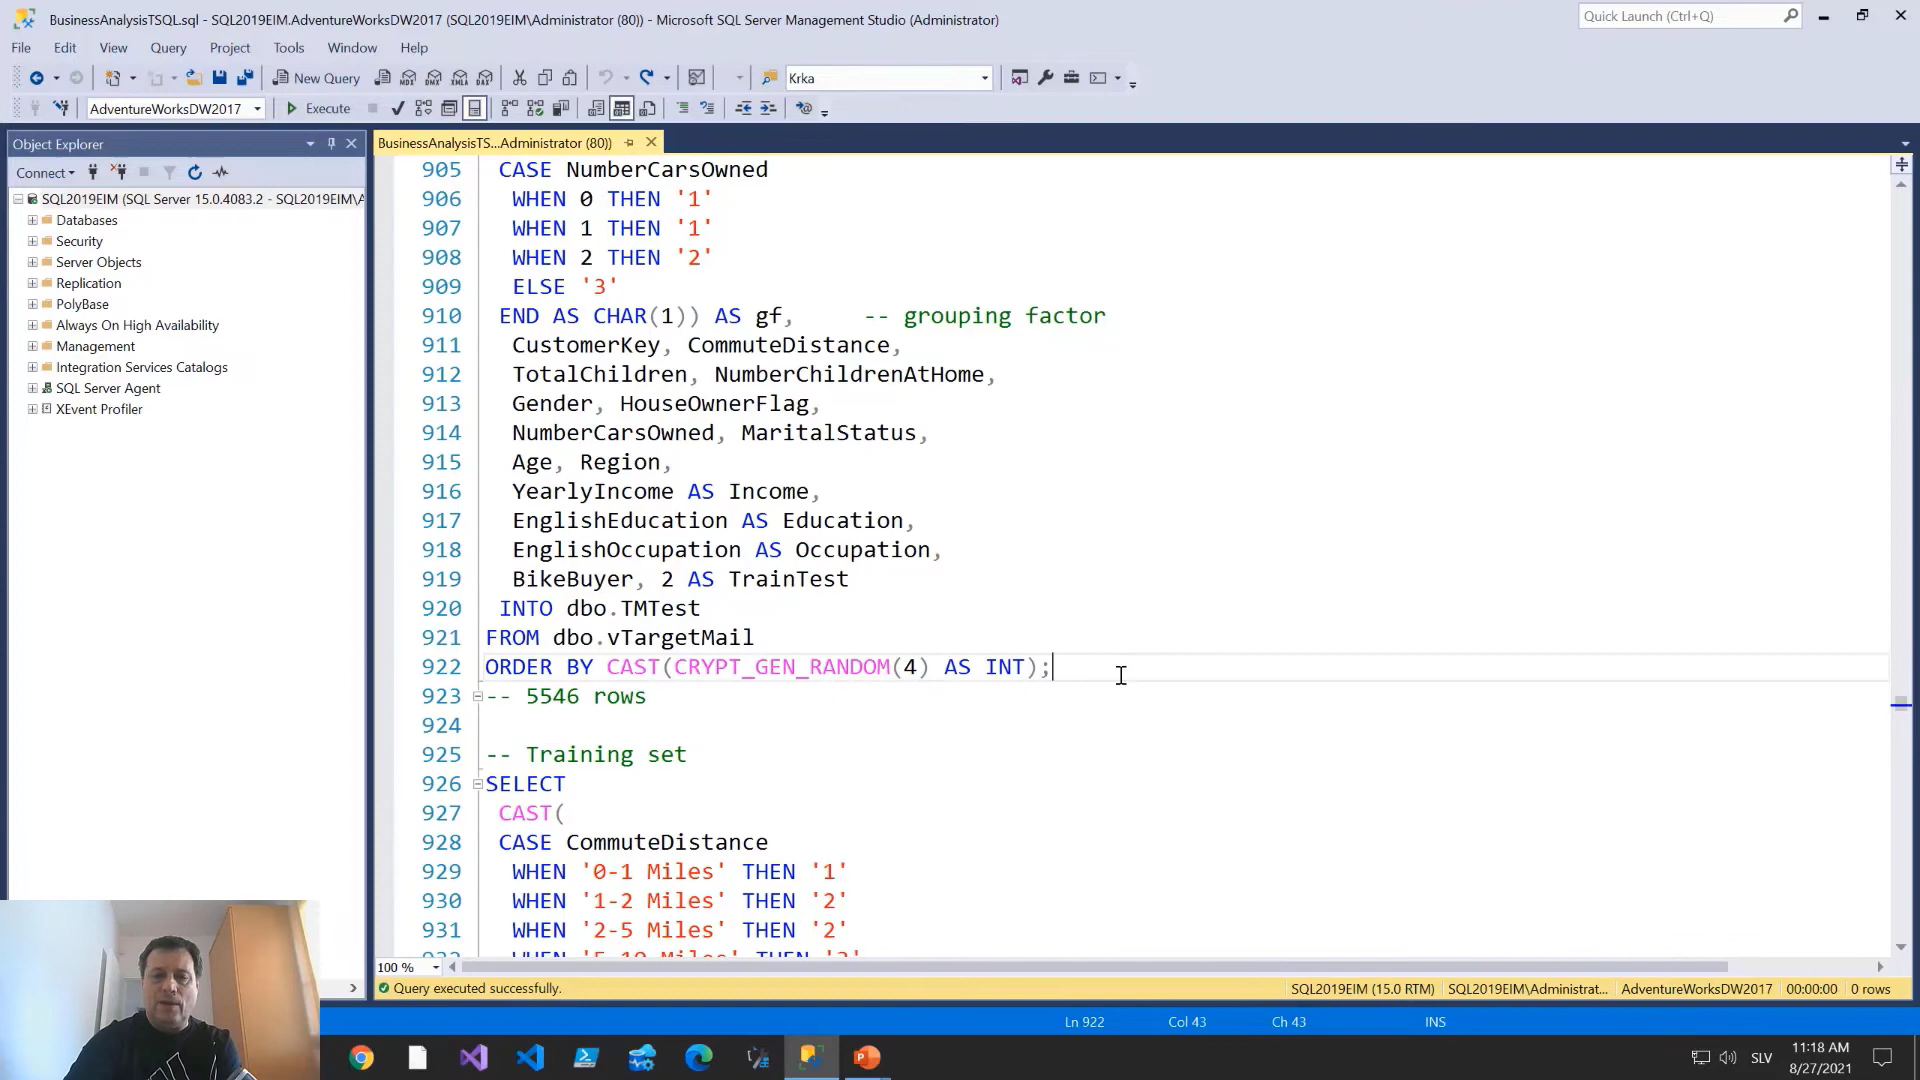 BusinessAnalysisTSQL.sql - SQL2019EIM.AdventureWorksDW2017 (SQL2019EIM\Administrator (80)) - Microsoft SQL Server Management Studio (Administrator)
Quick Launch (Ctrl+Q)
File Edit View Query Project Tools Window Help
New Query
MDX DMX XMLA DAX
Krka
AdventureWorksDW2017
Execute
Object Explorer
BusinessAnalysisTS...Administrator (80))
Connect
SQL2019EIM (SQL Server 15.0.4083.2 - SQL2019EIM\A
Databases
Security
Server Objects
Replication
PolyBase
Always On High Availability
Management
Integration Services Catalogs
SQL Server Agent
XEvent Profiler
905 CASE NumberCarsOwned
906 WHEN 0 THEN '1'
907 WHEN 1 THEN '1'
908 WHEN 2 THEN '2'
909 ELSE '3'
910 END AS CHAR(1)) AS gf, -- grouping factor
911 CustomerKey, CommuteDistance,
912 TotalChildren, NumberChildrenAtHome,
913 Gender, HouseOwnerFlag,
914 NumberCarsOwned, MaritalStatus,
915 Age, Region,
916 YearlyIncome AS Income,
917 EnglishEducation AS Education,
918 EnglishOccupation AS Occupation,
919 BikeBuyer, 2 AS TrainTest
920 INTO dbo.TMTest
921 FROM dbo.vTargetMail
922 ORDER BY CAST(CRYPT_GEN_RANDOM(4) AS INT);
923 -- 5546 rows
924
925 -- Training set
926 SELECT
927 CAST(
928 CASE CommuteDistance
929 WHEN '0-1 Miles' THEN '1'
930 WHEN '1-2 Miles' THEN '2'
931 WHEN '2-5 Miles' THEN '2'
100 %
Query executed successfully.
SQL2019EIM (15.0 RTM) SQL2019EIM\Administrat... AdventureWorksDW2017 00:00:00 0 rows
Ln 922 Col 43 Ch 43 INS
SLV
11:18 AM
8/27/2021